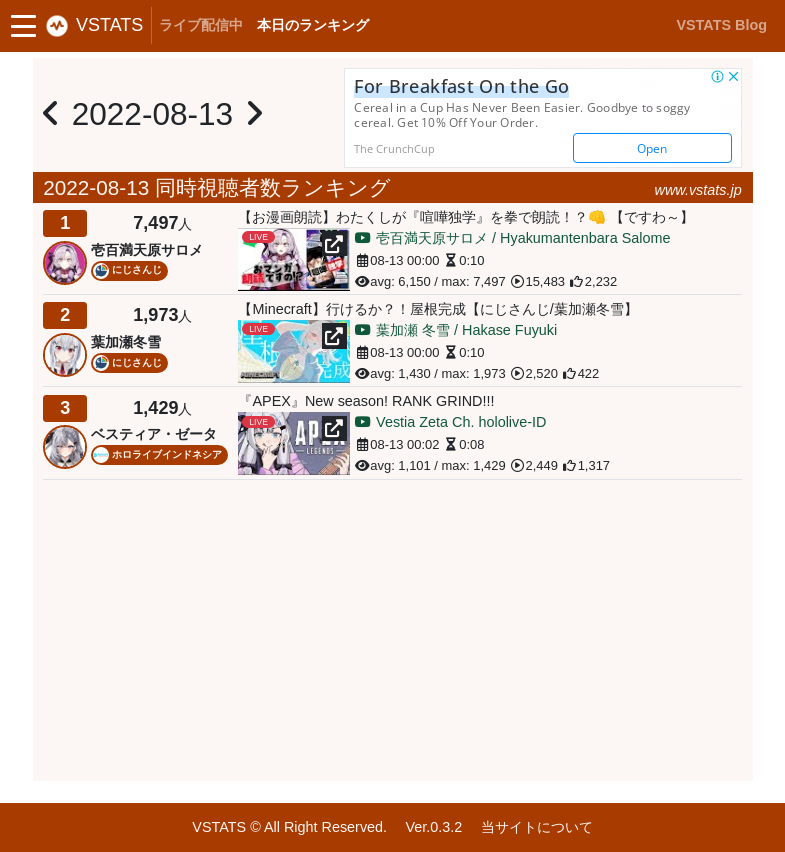 VSTATS ライブ配信中 本日のランキング VSTATS Blog
2022-08-13
For Breakfast On the Go
Cereal in a Cup Has Never Been Easier. Goodbye to soggy
cereal. Get 10% Off Your Order.
The CrunchCup
Open
2022-08-13 同時視聴者数ランキング www.vstats.jp
1 7,497人
壱百満天原サロメ
にじさんじ
【お漫画朗読】わたくしが『喧嘩独学』を拳で朗読！？👊 【ですわ～】
LIVE
壱百満天原サロメ / Hyakumantenbara Salome
08-13 00:00 0:10
avg: 6,150 / max: 7,497 15,483 2,232
2 1,973人
葉加瀬冬雪
にじさんじ
【Minecraft】行けるか？！屋根完成【にじさんじ/葉加瀬冬雪】
LIVE
MINECRAFT
葉加瀬 冬雪 / Hakase Fuyuki
08-13 00:00 0:10
avg: 1,430 / max: 1,973 2,520 422
3 1,429人
ベスティア・ゼータ
ホロライブインドネシア
『APEX』New season! RANK GRIND!!!
LIVE
APEX
LEGENDS
Vestia Zeta Ch. hololive-ID
08-13 00:02 0:08
avg: 1,101 / max: 1,429 2,449 1,317
VSTATS © All Right Reserved. Ver.0.3.2 当サイトについて